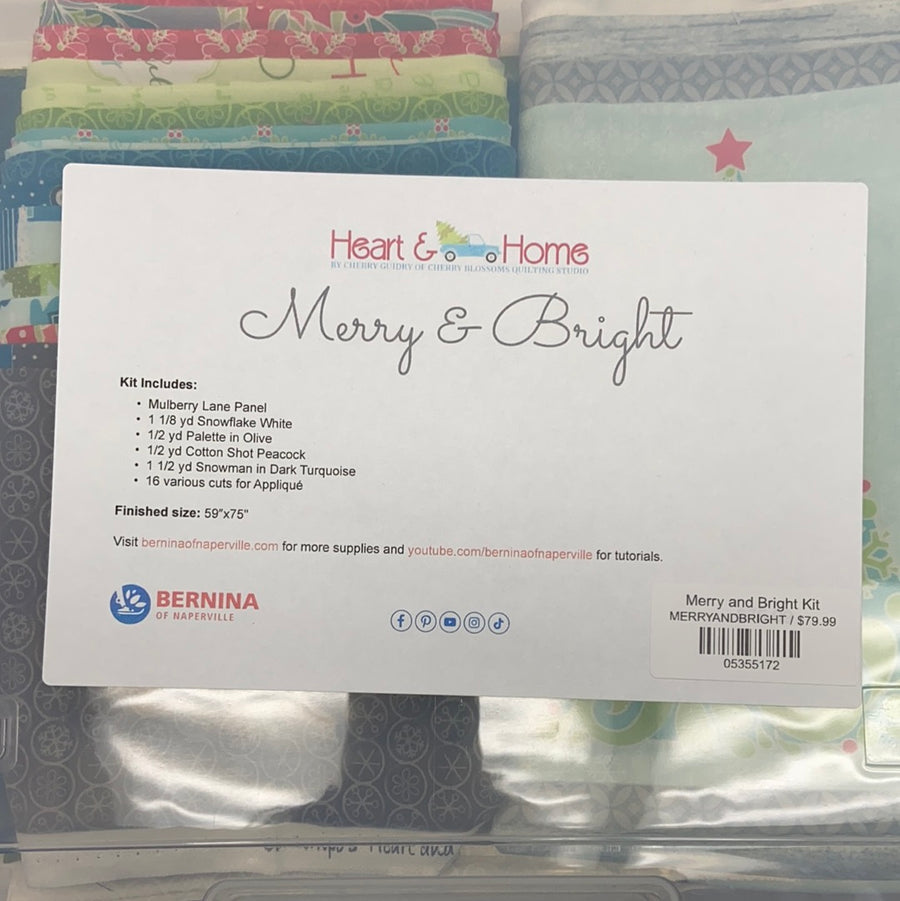 Heart & Home
BY CHERRY GUIDRY OF CHERRY BLOSSOMS QUILTING STUDIO
Merry & Bright
Kit Includes:
• Mulberry Lane Panel
• 1 1/8 yd Snowflake White
• 1/2 yd Palette in Olive
• 1/2 yd Cotton Shot Peacock
• 1 1/2 yd Snowman in Dark Turquoise
• 16 various cuts for Appliqué
Finished size: 59"x75"
Visit berninaofnaperville.com for more supplies and youtube.com/berninaofnaperville for tutorials.
BERNINA
OF NAPERVILLE
Merry and Bright Kit
MERRYANDBRIGHT / $79.99
05355172
Heart and